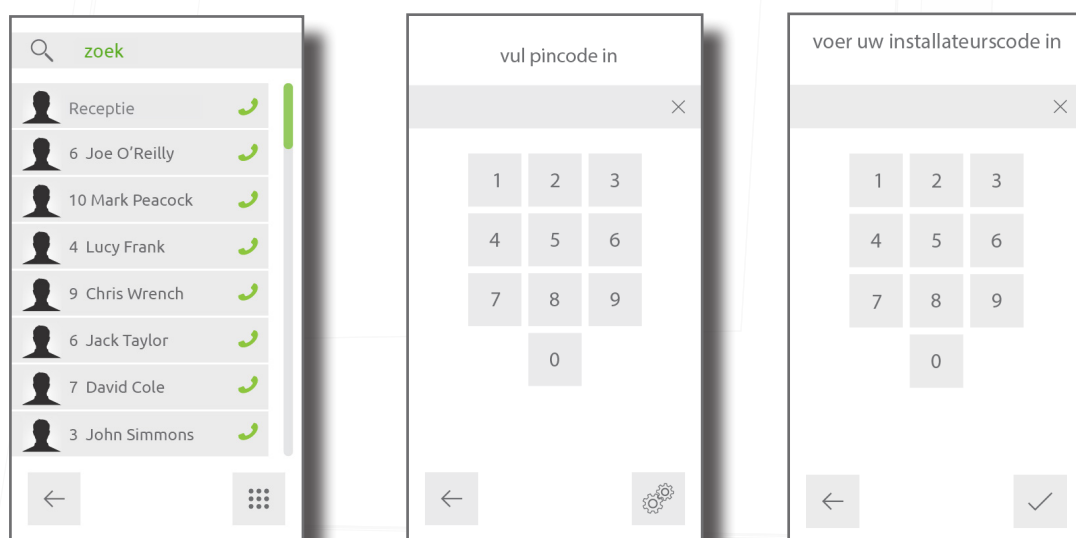 zoek
Receptie
6 Joe O'Reilly
10 Mark Peacock
4 Lucy Frank
9 Chris Wrench
6 Jack Taylor
7 David Cole
3 John Simmons
vul pincode in
1 2 3
4 5 6
7 8 9
0
voer uw installateurscode in
1 2 3
4 5 6
7 8 9
0